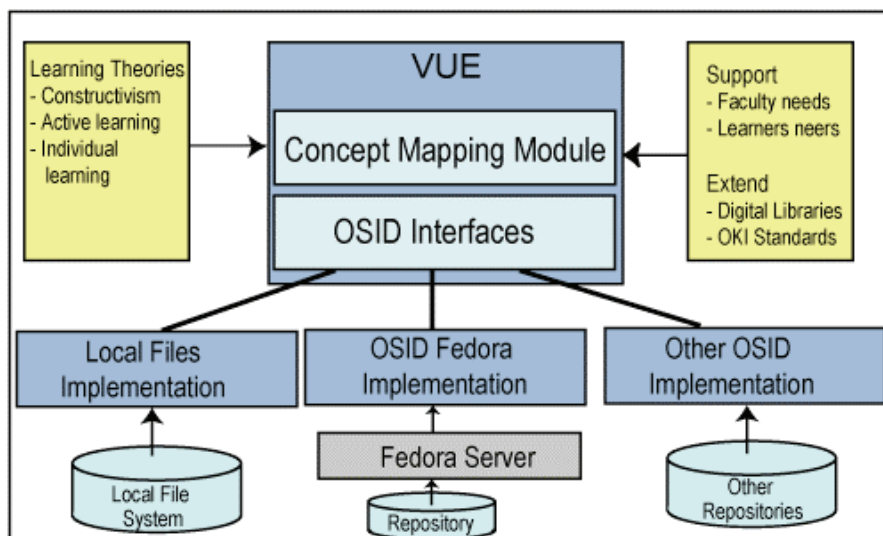 VUE
Learning Theories
- Constructivism
- Active learning
- Individual
learning
Concept Mapping Module
OSID Interfaces
Support
- Faculty needs
- Learners neers
Extend
- Digital Libraries
- OKI Standards
Local Files
Implementation
OSID Fedora
Implementation
Other OSID
Implementation
Local File
System
Fedora Server
Repository
Other
Repositories